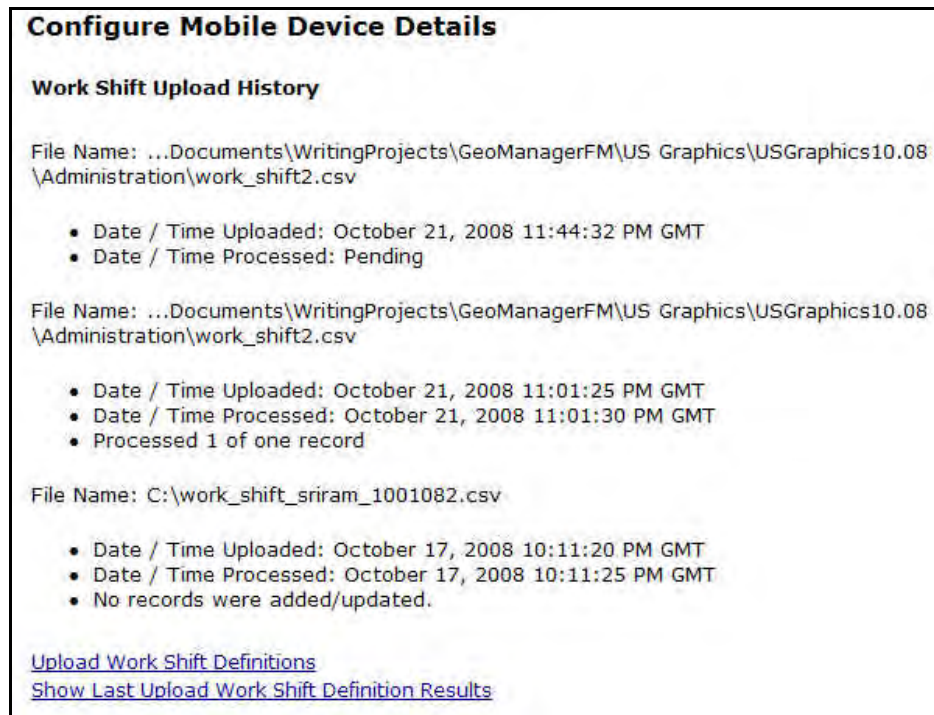 Configure Mobile Device Details
Work Shift Upload History
File Name: ...Documents\WritingProjects\GeoManagerFM\US Graphics\USGraphics10.08
\Administration\work_shift2.csv
• Date / Time Uploaded: October 21, 2008 11:44:32 PM GMT
• Date / Time Processed: Pending
File Name: ...Documents\WritingProjects\GeoManagerFM\US Graphics\USGraphics10.08
\Administration\work_shift2.csv
• Date / Time Uploaded: October 21, 2008 11:01:25 PM GMT
• Date / Time Processed: October 21, 2008 11:01:30 PM GMT
• Processed 1 of one record
File Name: C:\work_shift_sriram_1001082.csv
• Date / Time Uploaded: October 17, 2008 10:11:20 PM GMT
• Date / Time Processed: October 17, 2008 10:11:25 PM GMT
• No records were added/updated.
Upload Work Shift Definitions
Show Last Upload Work Shift Definition Results